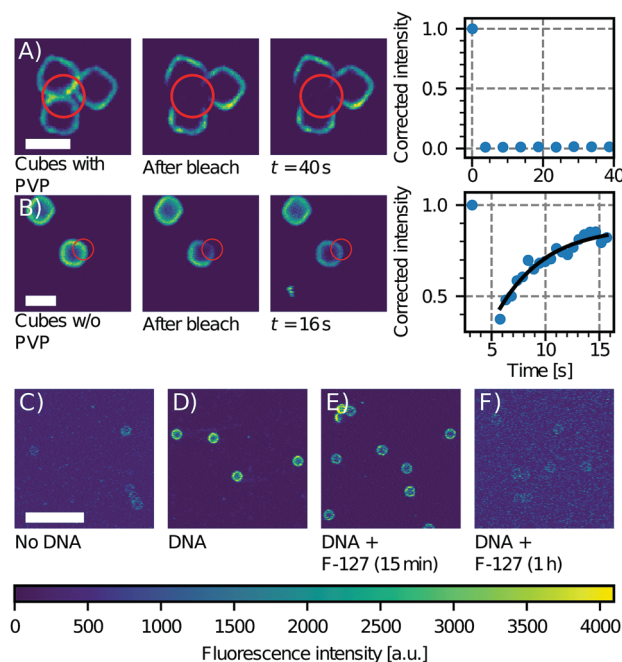 A)
Cubes with
PVP
After bleach
t = 40 s
Corrected intensity
1.0
0.5
0.0
0
20
40
B)
Cubes w/o
PVP
After bleach
t = 16 s
Corrected intensity
1.0
0.5
5
10
15
Time [s]
C)
D)
E)
F)
No DNA
DNA
DNA +
F-127 (15 min)
DNA +
F-127 (1 h)
0
500
1000
1500
2000
2500
3000
3500
4000
Fluorescence intensity [a.u.]